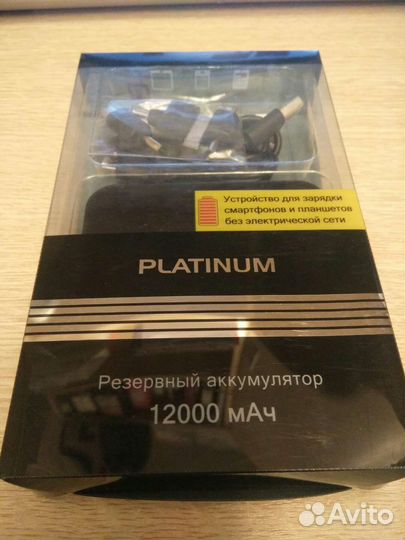 Устройство для зарядки
смартфонов и планшетов
без электрической сети
PLATINUM
Резервный аккумулятор
12000 мАч
Avito